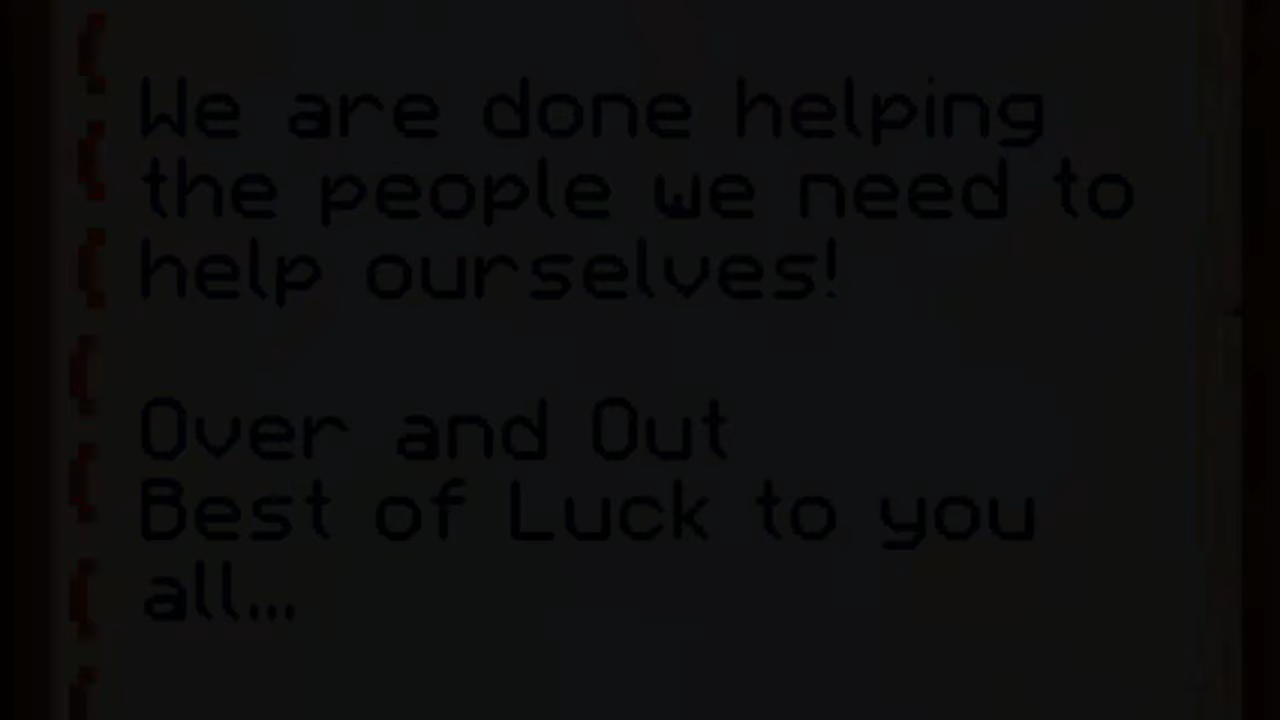 We are done helping
the people we need to
help ourselves!
Over and Out
Best of Luck to you
all...